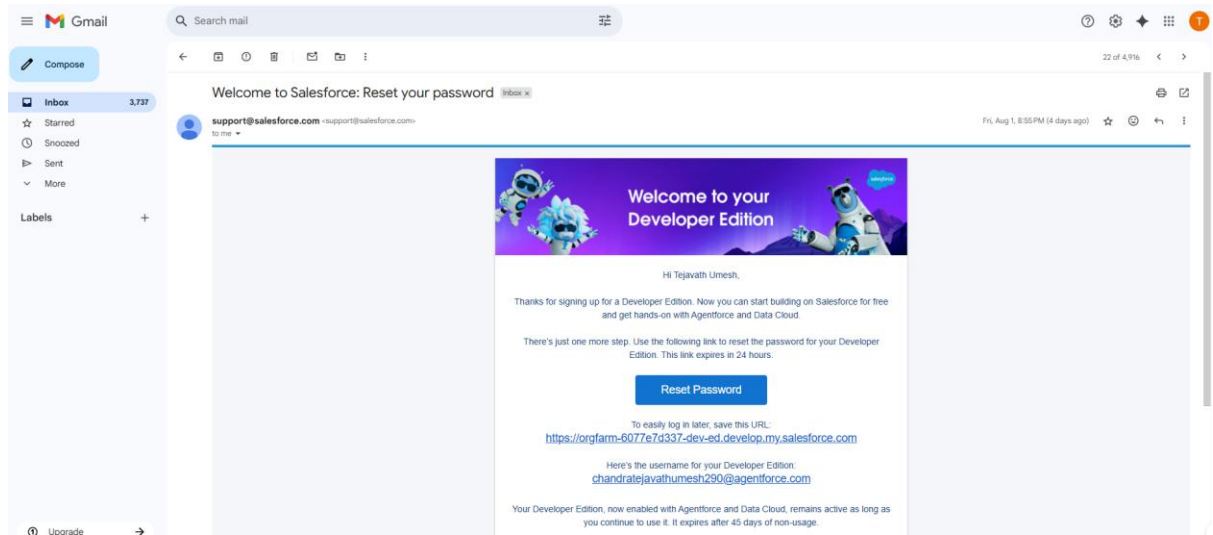 Gmail
Search mail
Compose
22 of 4,916
Inbox 3,737
Starred
Snoozed
Sent
More
Labels
Upgrade
Welcome to Salesforce: Reset your password Inbox x
support@salesforce.com <support@salesforce.com>
to me
Fri, Aug 1, 8:55 PM (4 days ago)
T
salesforce
Welcome to your
Developer Edition
Hi Tejavath Umesh,
Thanks for signing up for a Developer Edition. Now you can start building on Salesforce for free
and get hands-on with Agentforce and Data Cloud.
There's just one more step. Use the following link to reset the password for your Developer
Edition. This link expires in 24 hours.
Reset Password
To easily log in later, save this URL:
https://orgfarm-6077e7d337-dev-ed.develop.my.salesforce.com
Here's the username for your Developer Edition:
chandratejavathumesh290@agentforce.com
Your Developer Edition, now enabled with Agentforce and Data Cloud, remains active as long as
you continue to use it. It expires after 45 days of non-usage.